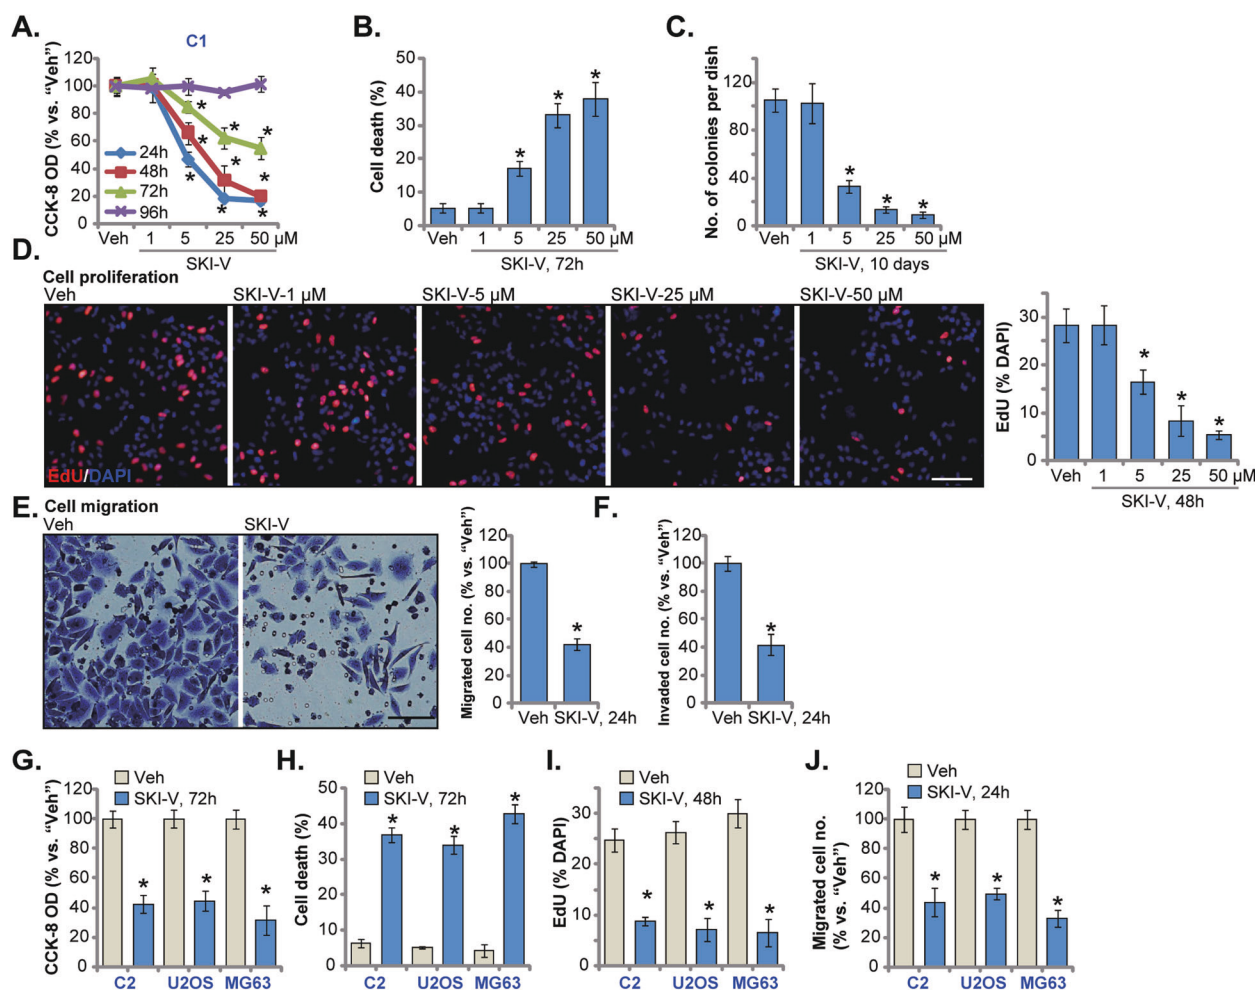 A.
C1
CCK-8 OD (% vs. “Veh”)
120
100
80
60
40
20
0
24h
48h
72h
96h
* * * * * * * * *
Veh 1 5 25 50 µM
SKI-V
B.
Cell death (%)
50
40
30
20
10
0
* * *
Veh 1 5 25 50 µM
SKI-V, 72h
C.
No. of colonies per dish
120
80
40
0
* * *
Veh 1 5 25 50 µM
SKI-V, 10 days
D.
Cell proliferation
Veh SKI-V-1 µM SKI-V-5 µM SKI-V-25 µM SKI-V-50 µM
EdU/DAPI
EdU (% DAPI)
30
20
10
0
* * *
Veh 1 5 25 50 µM
SKI-V, 48h
E.
Cell migration
Veh SKI-V
Migrated cell no. (% vs. “Veh”)
120
100
80
60
40
20
0
*
Veh SKI-V, 24h
F.
Invaded cell no. (% vs. “Veh”)
120
100
80
60
40
20
0
*
Veh SKI-V, 24h
G.
Veh
SKI-V, 72h
CCK-8 OD (% vs. “Veh”)
120
100
80
60
40
20
0
* * *
C2 U2OS MG63
H.
Veh
SKI-V, 72h
Cell death (%)
50
40
30
20
10
0
* * *
C2 U2OS MG63
I.
Veh
SKI-V, 48h
EdU (% DAPI)
30
20
10
0
* * *
C2 U2OS MG63
J.
Veh
SKI-V, 24h
Migrated cell no.
(% vs. “Veh”)
120
100
80
60
40
20
0
* * *
C2 U2OS MG63